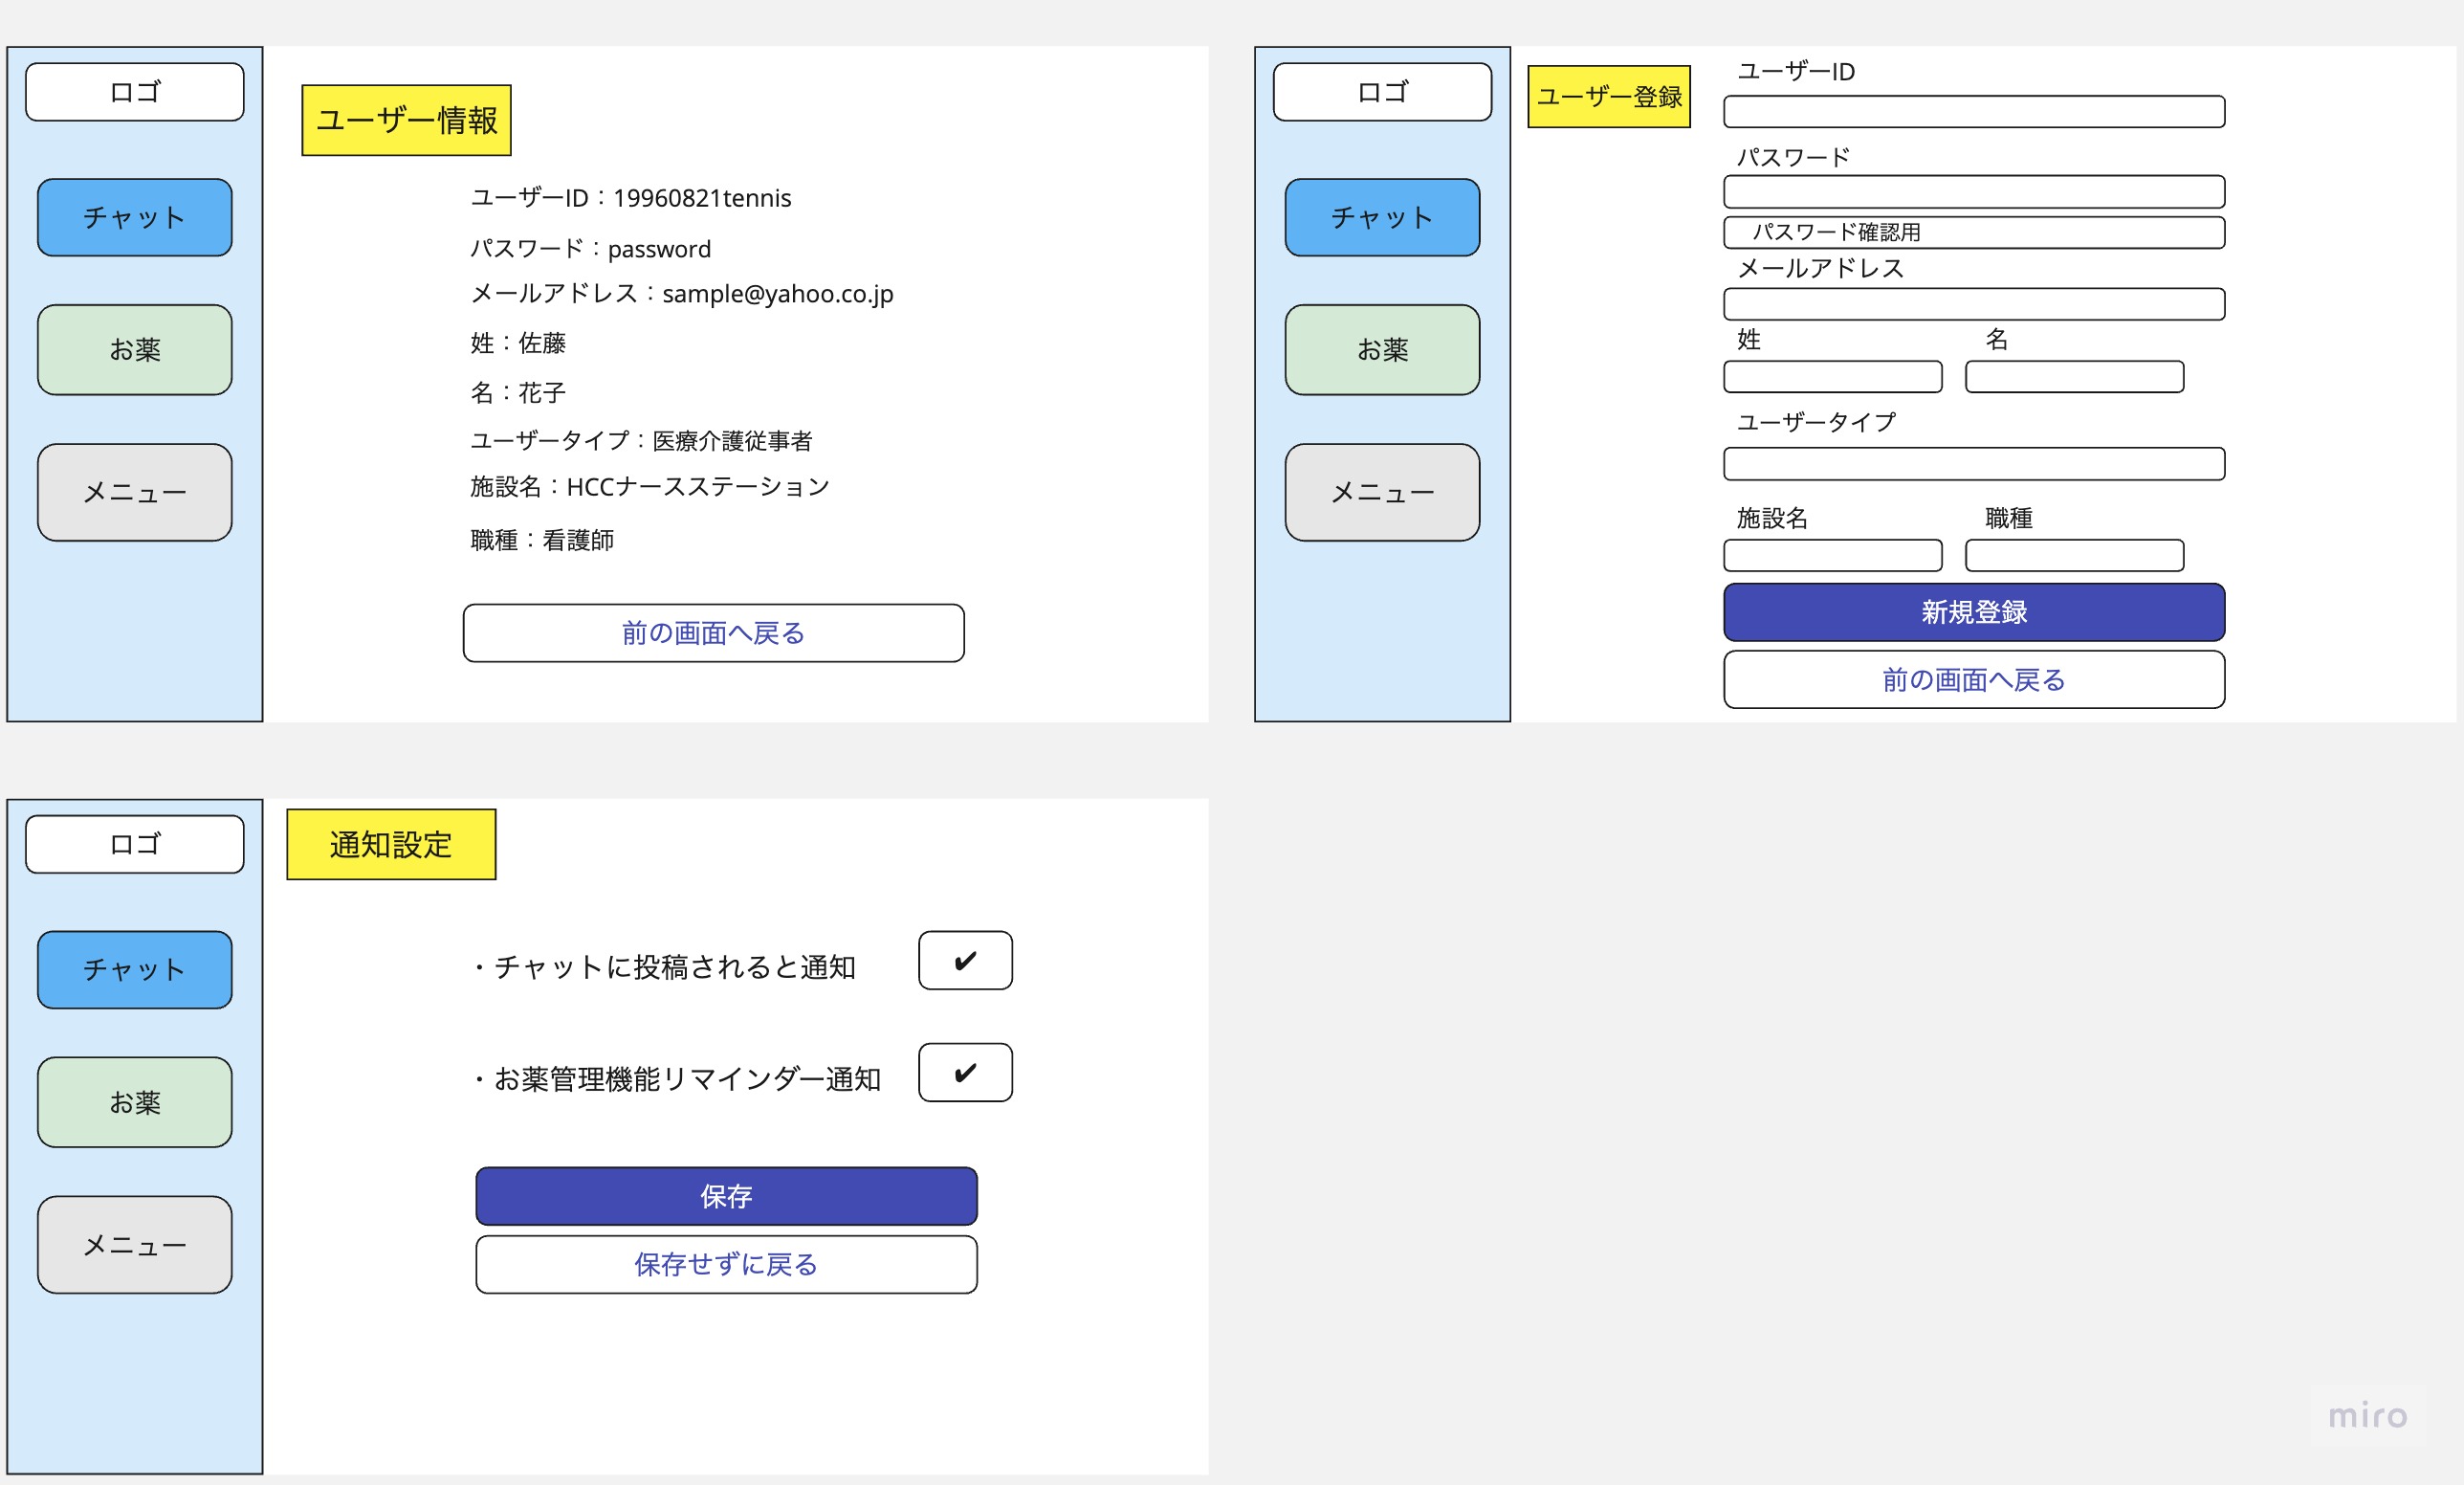 ロゴ
チャット
お薬
メニュー
ユーザー情報
ユーザーID：19960821tennis
パスワード：password
メールアドレス：sample@yahoo.co.jp
姓：佐藤
名：花子
ユーザータイプ：医療介護従事者
施設名：HCCナースステーション
職種：看護師
前の画面へ戻る
ロゴ
チャット
お薬
メニュー
ユーザー登録
ユーザーID
パスワード
パスワード確認用
メールアドレス
姓 名
ユーザータイプ
施設名 職種
新規登録
前の画面へ戻る
ロゴ
チャット
お薬
メニュー
通知設定
・チャットに投稿されると通知 ✔
・お薬管理機能リマインダー通知 ✔
保存
保存せずに戻る
miro